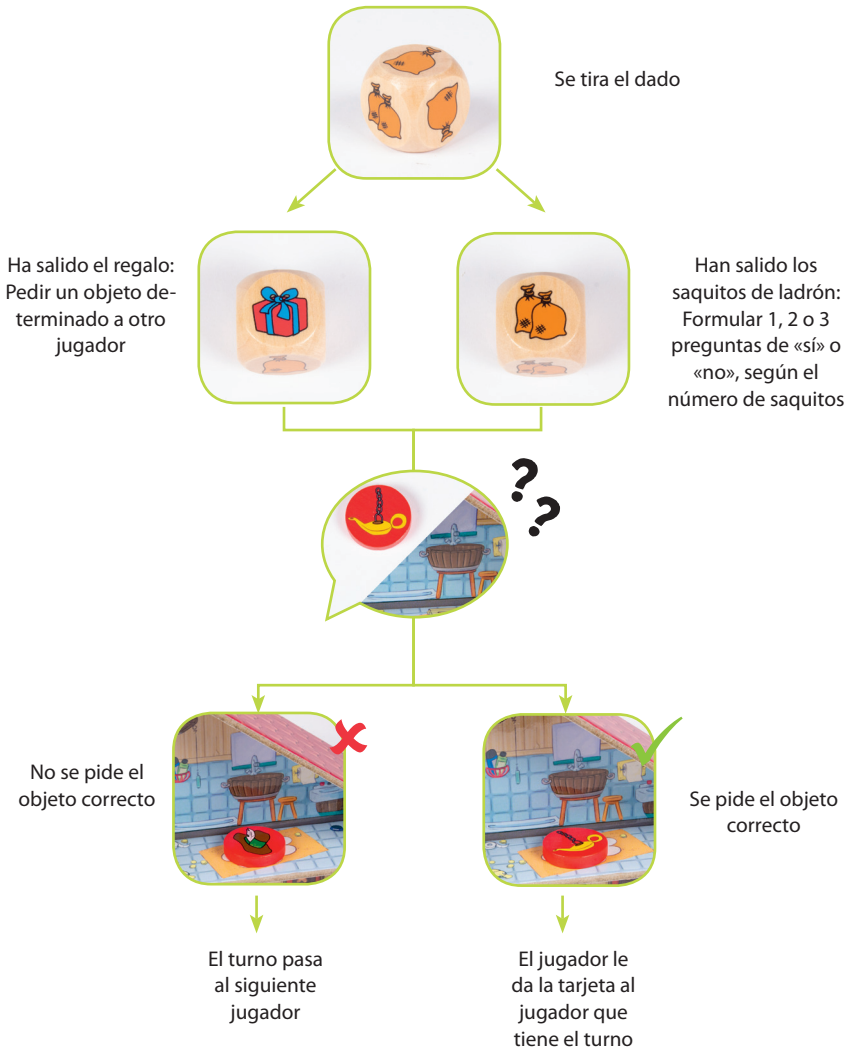 Se tira el dado
Ha salido el regalo:
Pedir un objeto de-
terminado a otro
jugador
Han salido los
saquitos de ladrón:
Formular 1, 2 o 3
preguntas de «sí» o
«no», según el
número de saquitos
??
No se pide el
objeto correcto
Se pide el objeto
correcto
El turno pasa
al siguiente
jugador
El jugador le
da la tarjeta al
jugador que
tiene el turno